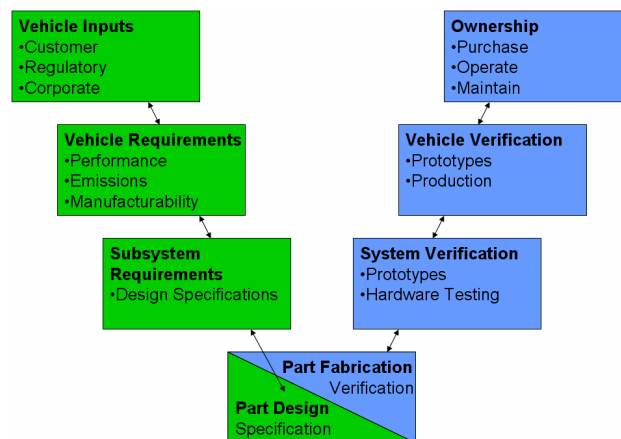 Vehicle Inputs
•Customer
•Regulatory
•Corporate
Ownership
•Purchase
•Operate
•Maintain
Vehicle Requirements
•Performance
•Emissions
•Manufacturability
Vehicle Verification
•Prototypes
•Production
Subsystem
Requirements
•Design Specifications
System Verification
•Prototypes
•Hardware Testing
Part Fabrication
Verification
Part Design
Specification